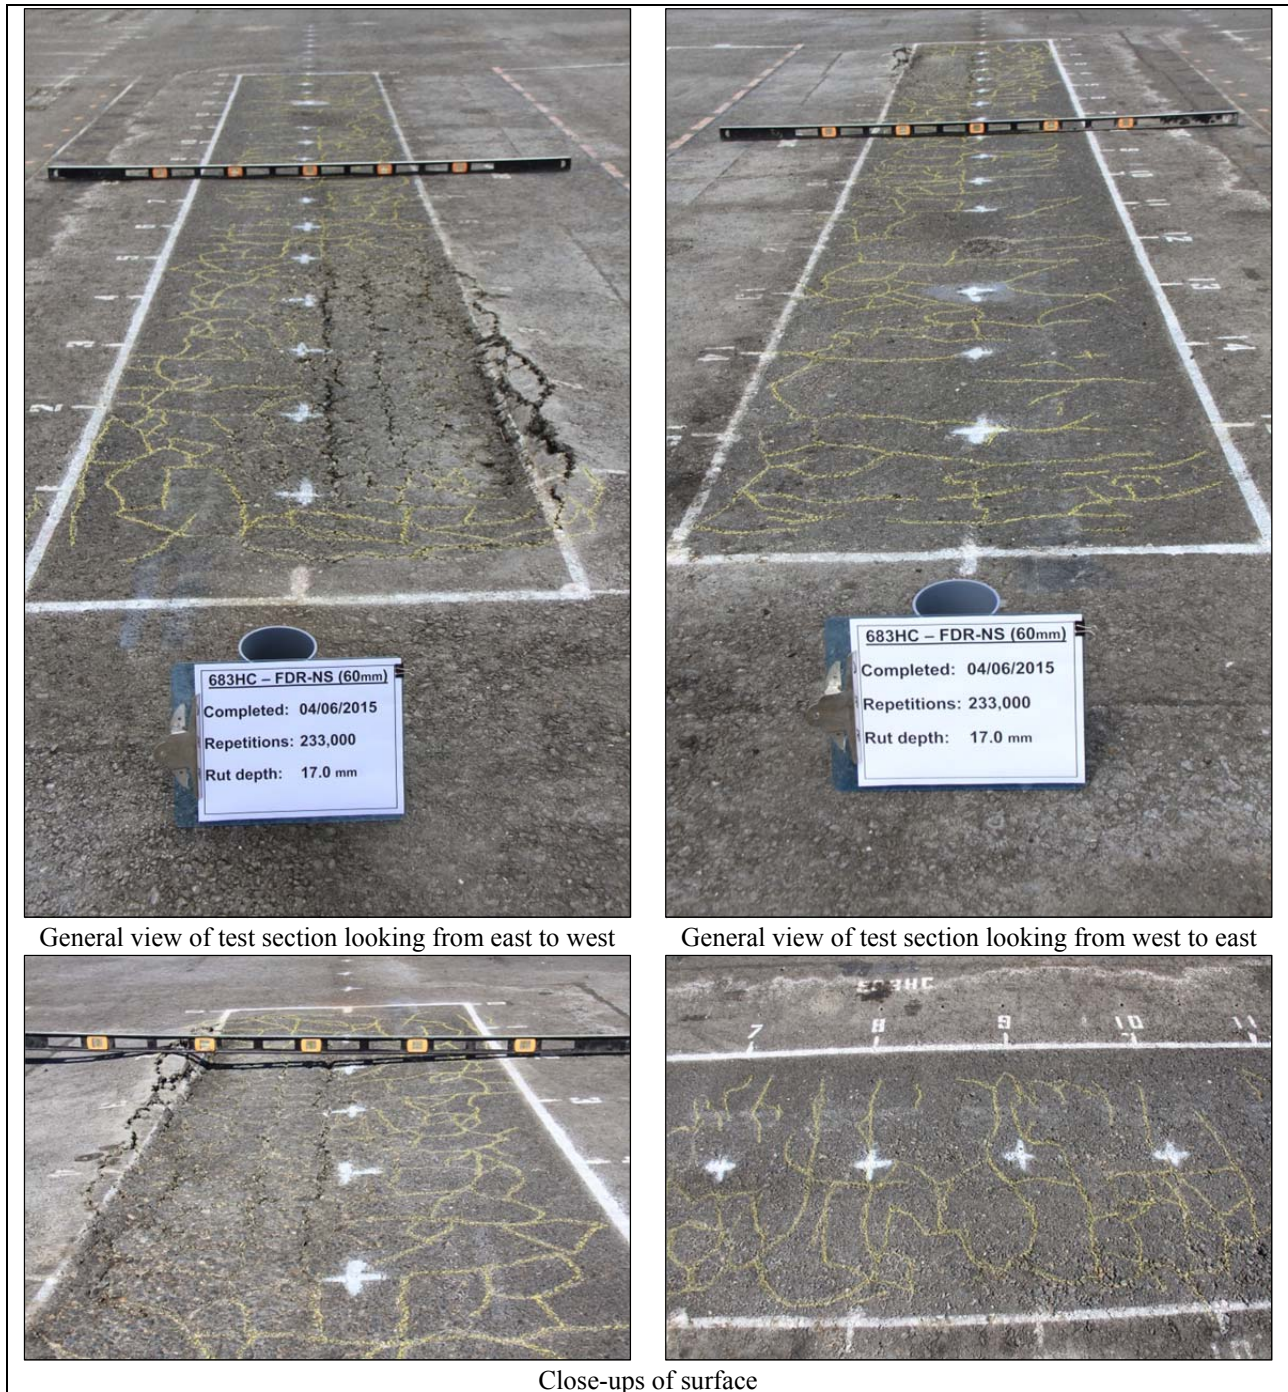 683HC – FDR-NS (60mm)
Completed: 04/06/2015
Repetitions: 233,000
Rut depth: 17.0 mm
683HC – FDR-NS (60mm)
Completed: 04/06/2015
Repetitions: 233,000
Rut depth: 17.0 mm
General view of test section looking from east to west
General view of test section looking from west to east
7 8 9 10 11
Close-ups of surface